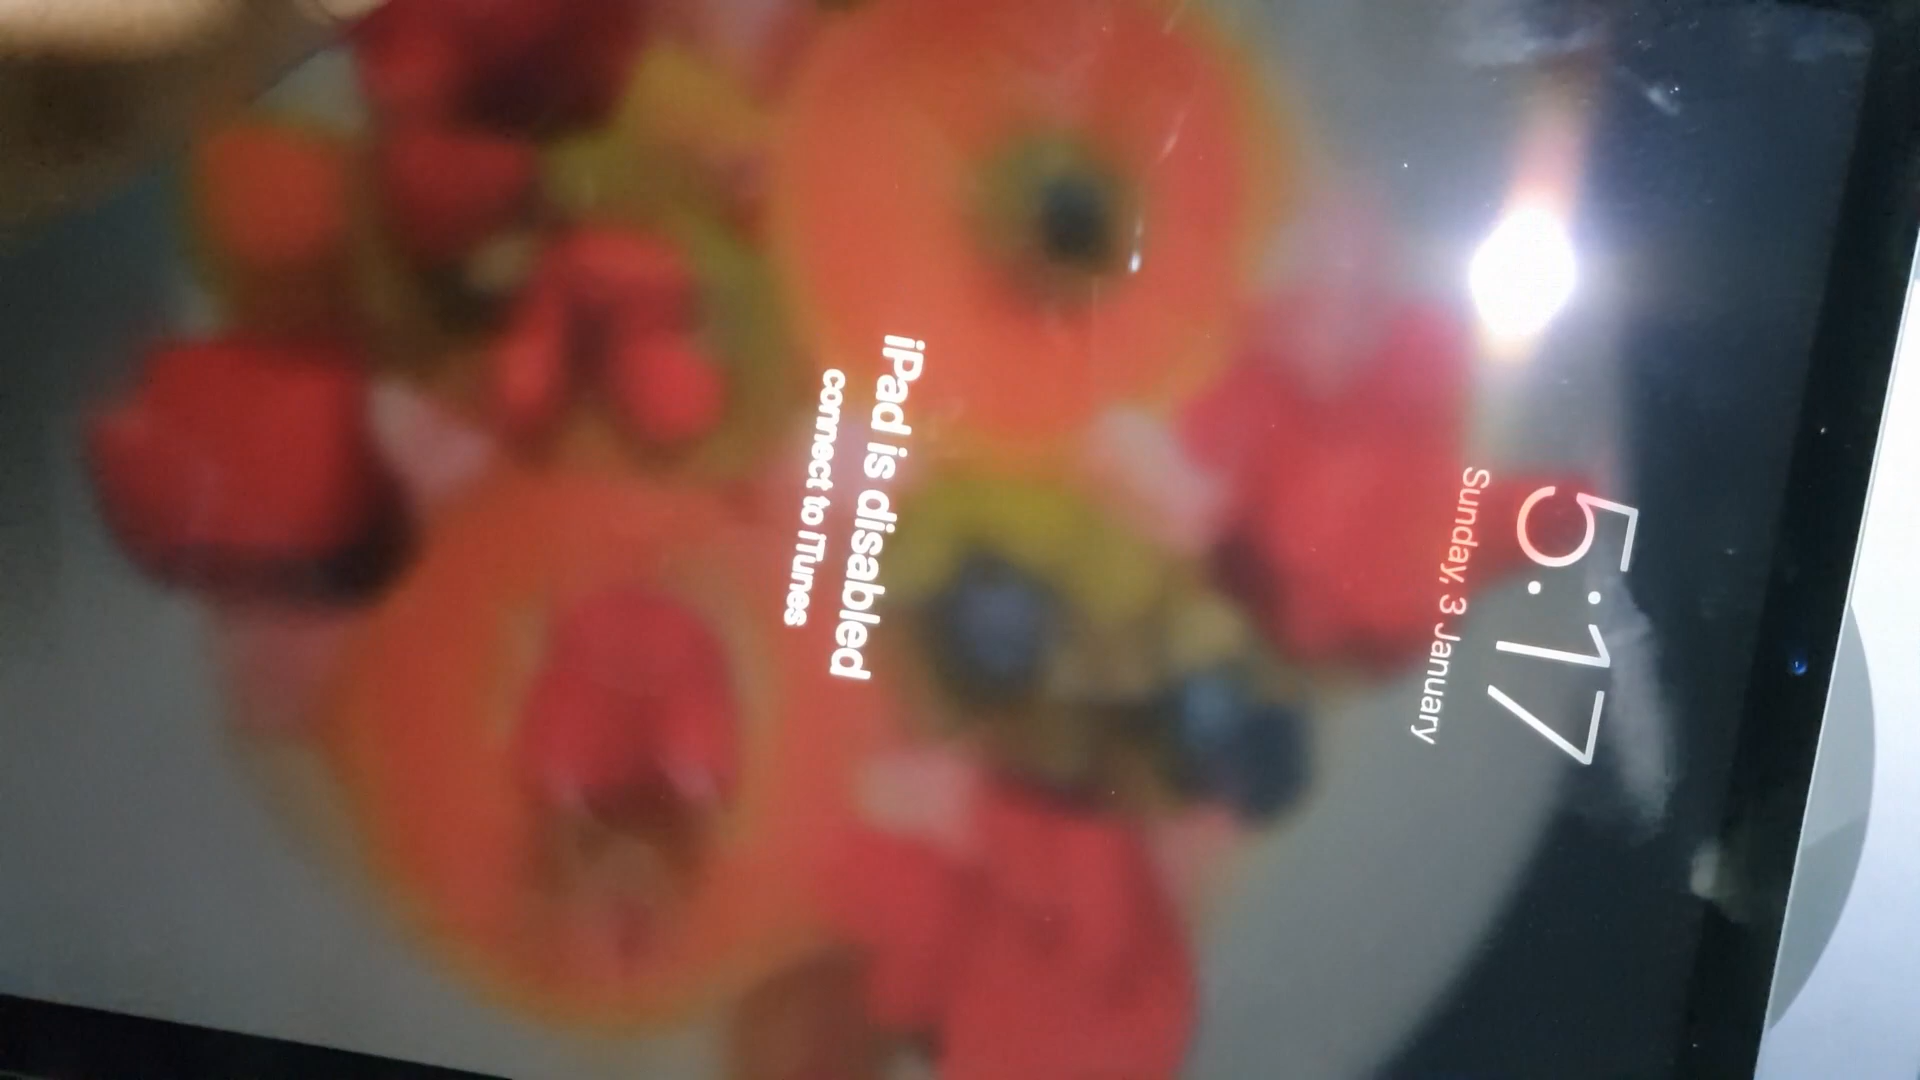 5:17
Sunday, 3 January
iPad is disabled
connect to iTunes